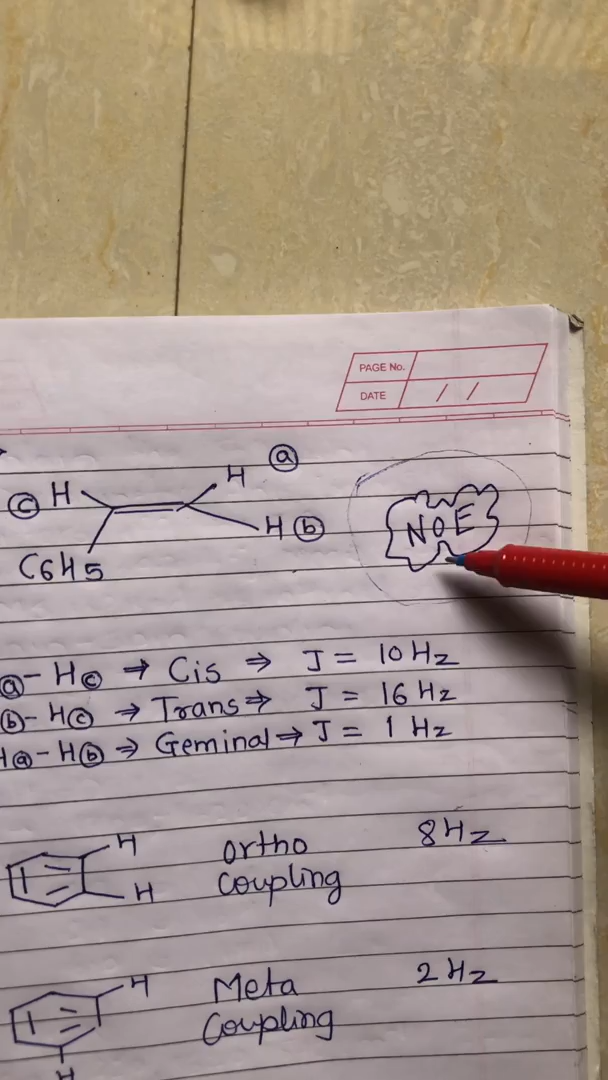 PAGE No.
DATE / /
H ⓐ
ⓒ H
H ⓑ
C6H5
NOE
ⓐ - Hⓒ → Cis ⇒ J = 10 Hz
ⓑ - Hⓒ → Trans ⇒ J = 16 Hz
Hⓐ - Hⓑ → Geminal → J = 1 Hz
H
ortho 8 Hz
H
coupling
H
Meta 2 Hz
coupling
H